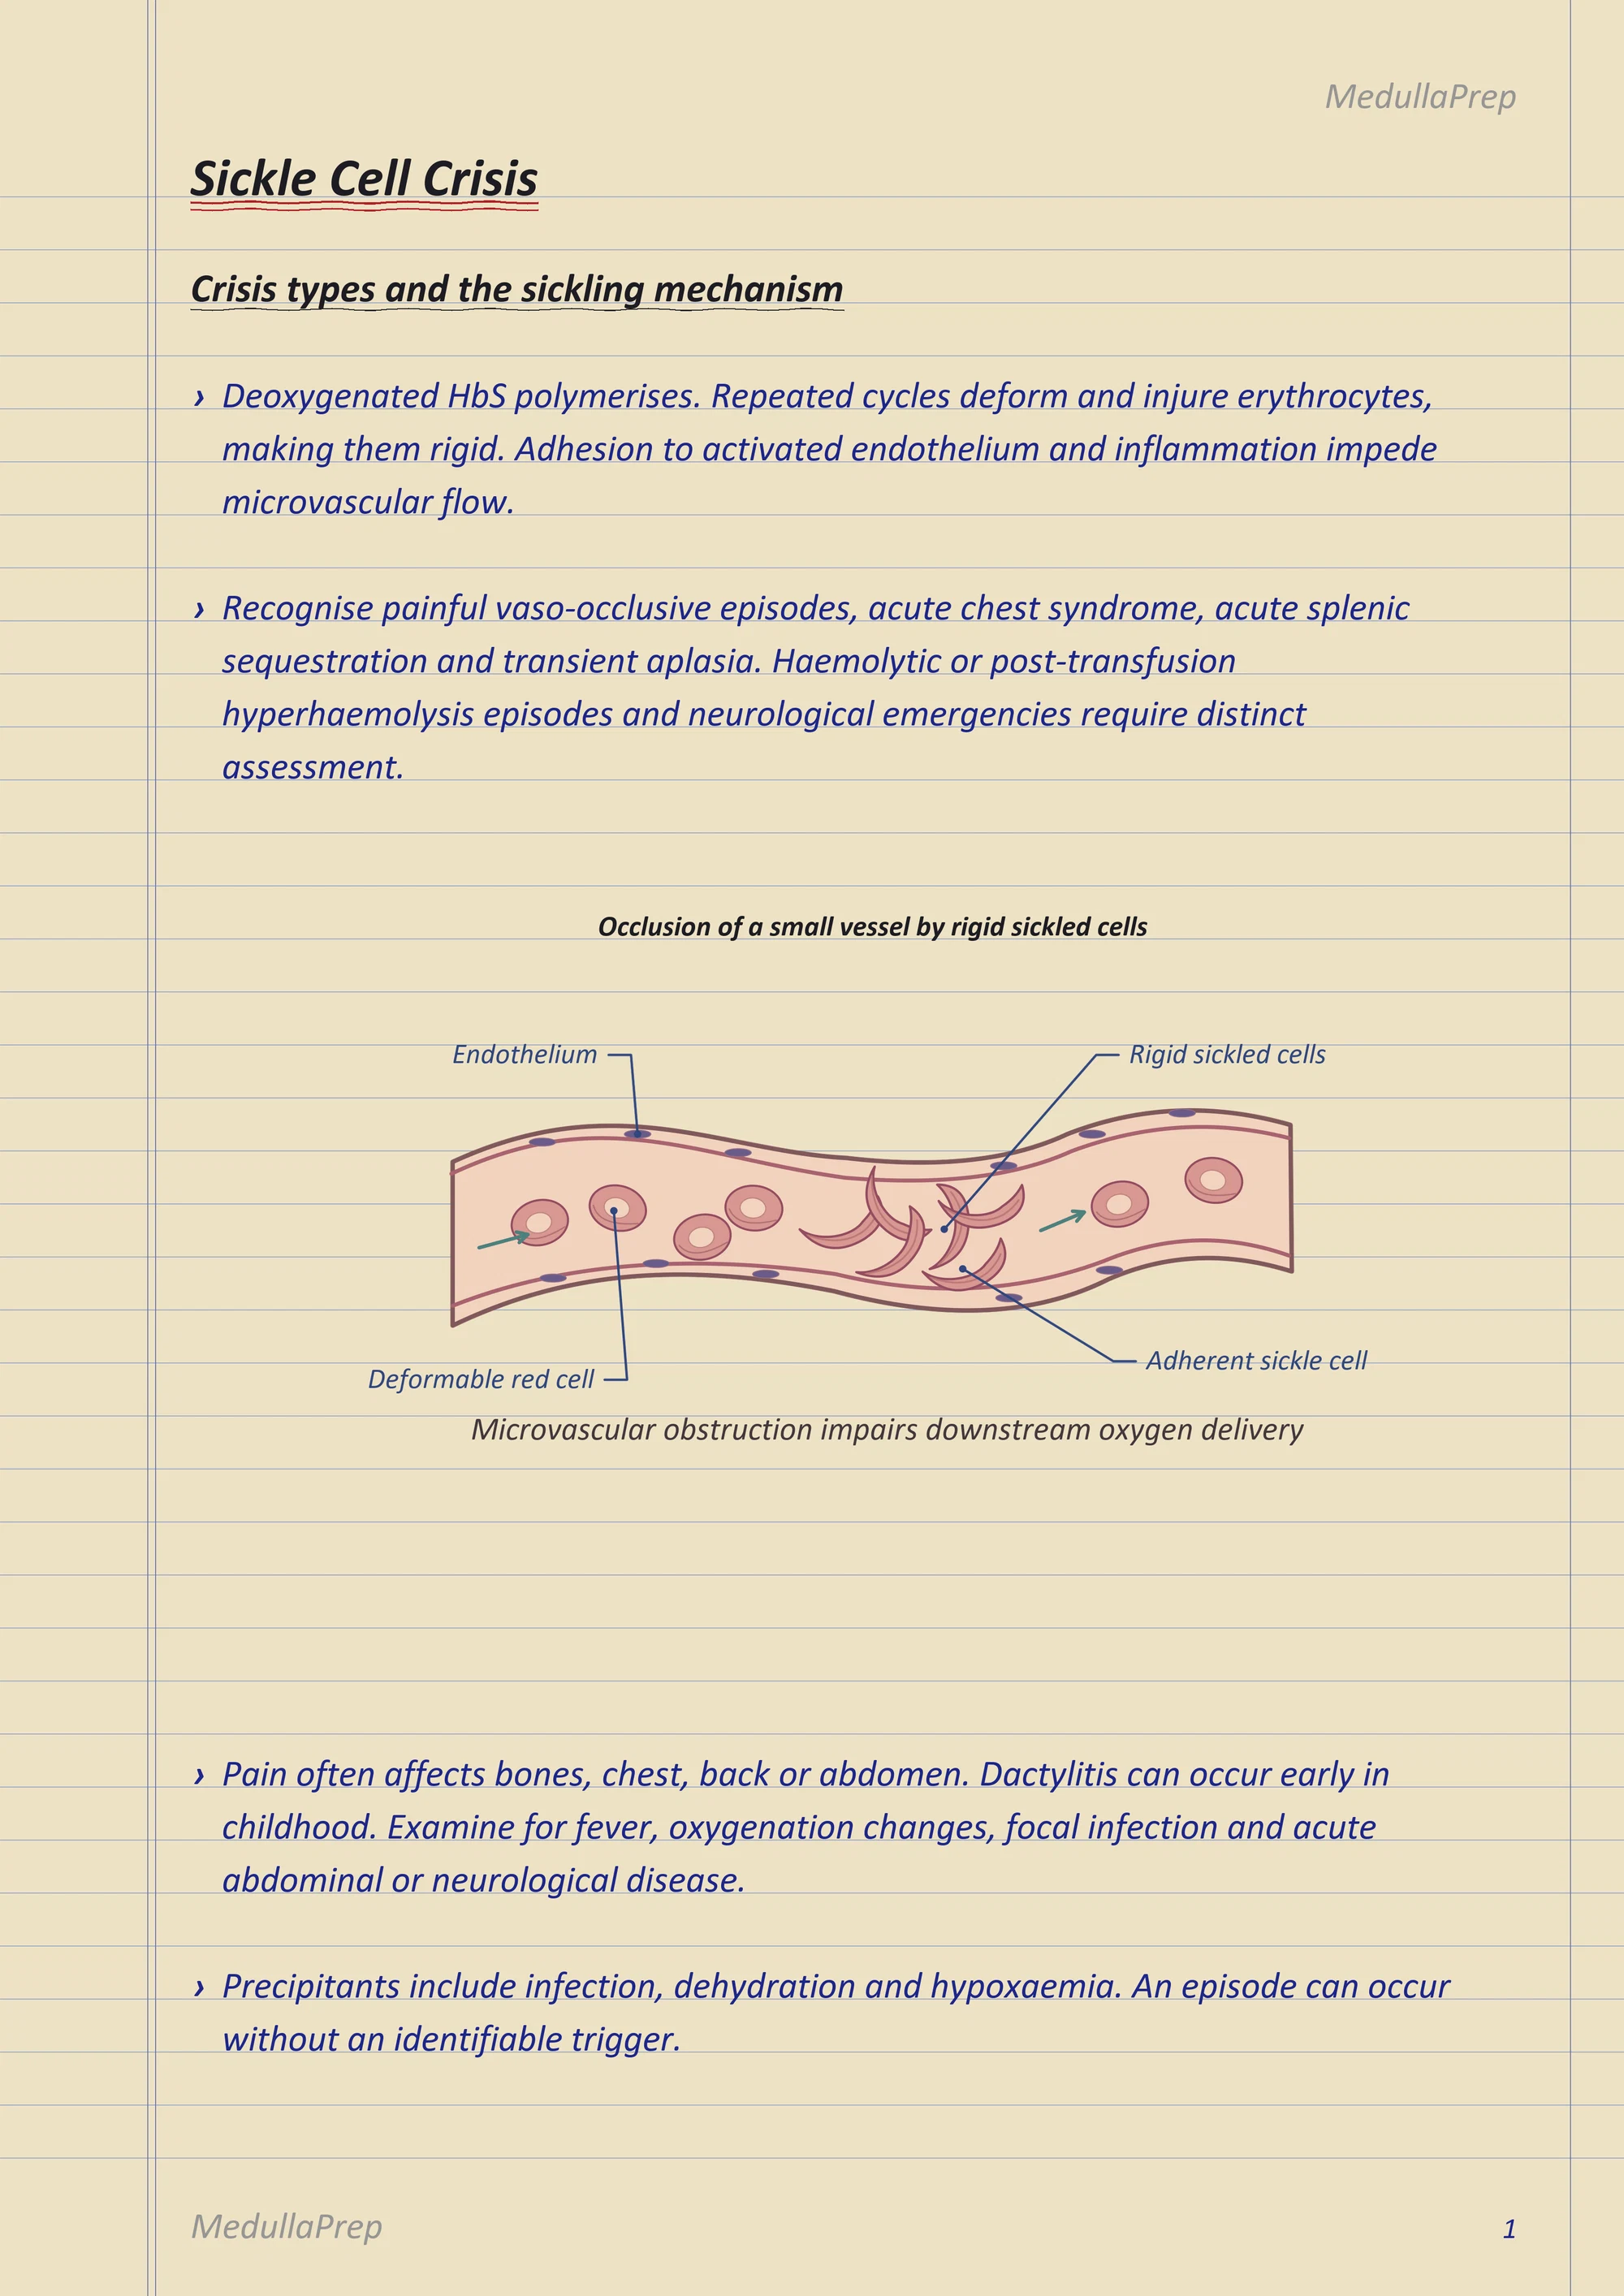 MedullaPrep
Sickle Cell Crisis
Crisis types and the sickling mechanism
› Deoxygenated HbS polymerises. Repeated cycles deform and injure erythrocytes,
making them rigid. Adhesion to activated endothelium and inflammation impede
microvascular flow.
› Recognise painful vaso-occlusive episodes, acute chest syndrome, acute splenic
sequestration and transient aplasia. Haemolytic or post-transfusion
hyperhaemolysis episodes and neurological emergencies require distinct
assessment.
Occlusion of a small vessel by rigid sickled cells
Endothelium
Rigid sickled cells
Adherent sickle cell
Deformable red cell
Microvascular obstruction impairs downstream oxygen delivery
› Pain often affects bones, chest, back or abdomen. Dactylitis can occur early in
childhood. Examine for fever, oxygenation changes, focal infection and acute
abdominal or neurological disease.
› Precipitants include infection, dehydration and hypoxaemia. An episode can occur
without an identifiable trigger.
MedullaPrep
1